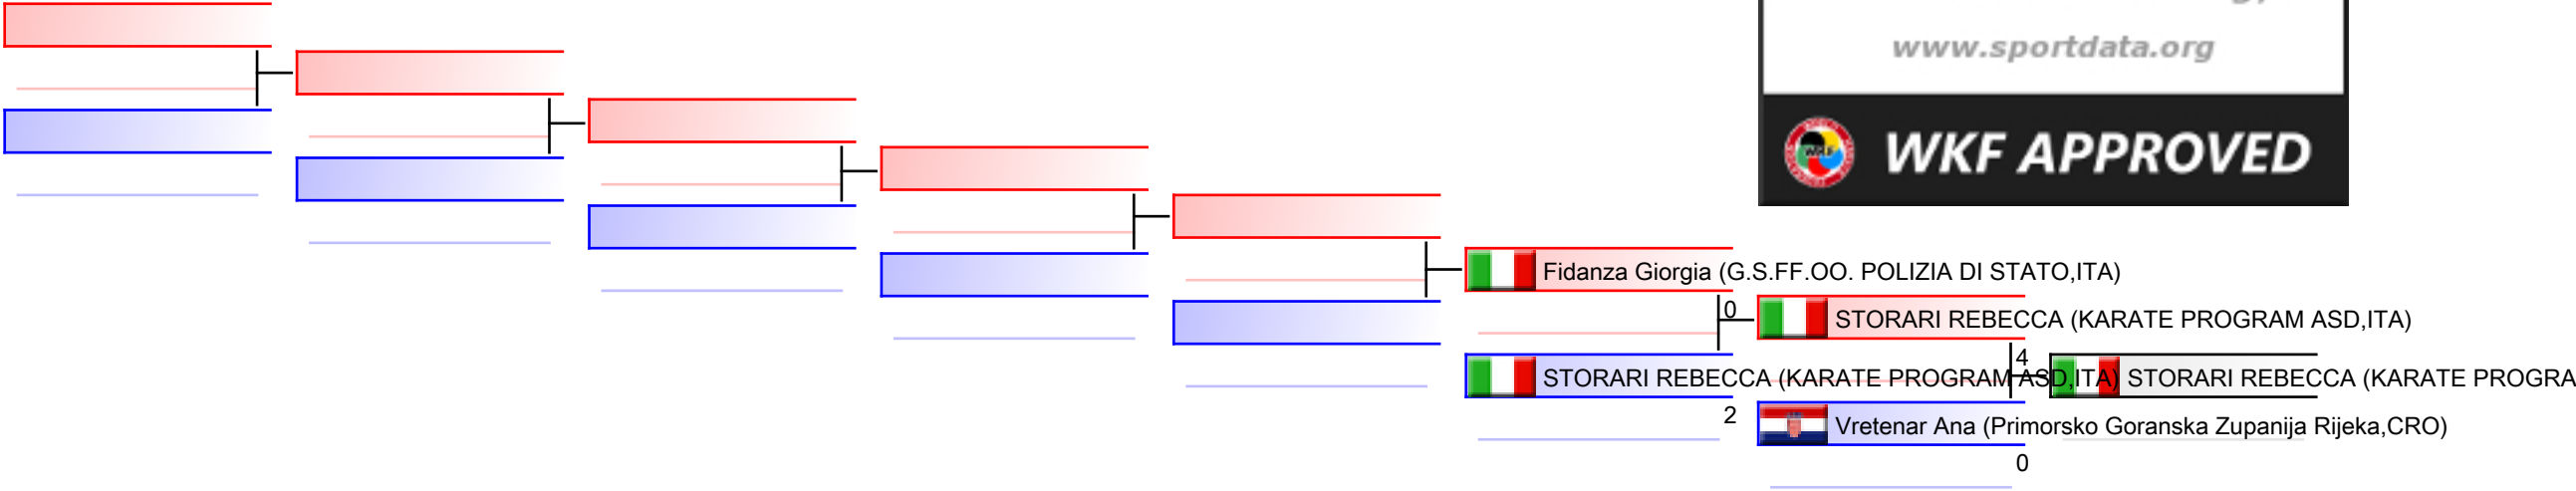 www.sportdata.org
WKF APPROVED
Fidanza Giorgia (G.S.FF.OO. POLIZIA DI STATO,ITA)
0
STORARI REBECCA (KARATE PROGRAM ASD,ITA)
4
STORARI REBECCA (KARATE PROGRAM ASD,ITA)
STORARI REBECCA (KARATE PROGRA
2
Vretenar Ana (Primorsko Goranska Zupanija Rijeka,CRO)
0